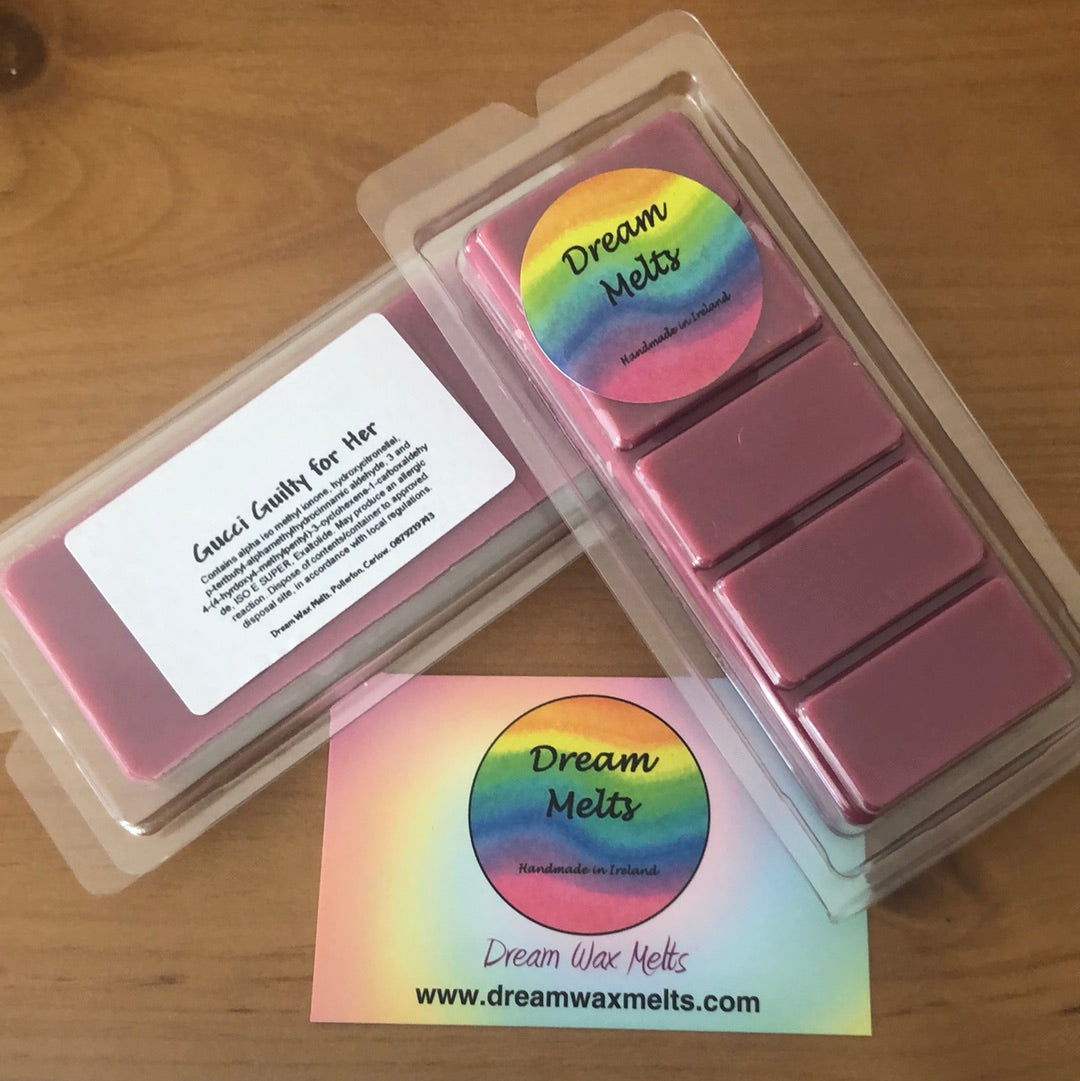 Dream
Melts
Handmade in Ireland
Gucci Guilty for Her
Contains alpha iso methyl ionone, hydroxycitronellal,
p-tertbutyl-alphamethylhydrocinnamic aldehyde, 3 and
4-(4-hyrdoxy4-methylpentyl)-3-cyclohexene-1-carboxaldehy
de, ISO E SUPER, Exaltolide. May produce an allergic
reaction. Dispose of contents/container to approved
disposal site, in accordance with local regulations.
Dream Wax Melts, Pollerton, Carlow. 0879219743
Dream
Melts
Handmade in Ireland
Dream Wax Melts
www.dreamwaxmelts.com